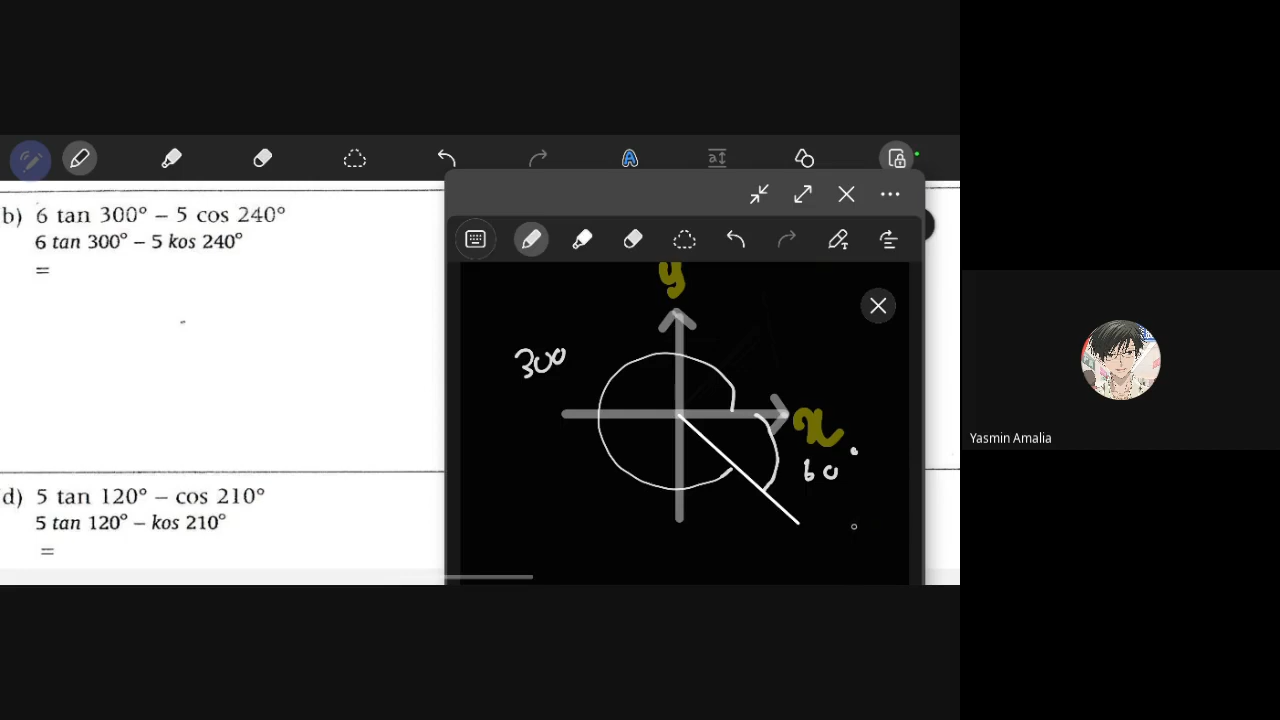 b) 6 tan 300° – 5 cos 240°
6 tan 300° – 5 kos 240°
=
y
300
x
60°
d) 5 tan 120° – cos 210°
5 tan 120° – kos 210°
=
Yasmin Amalia